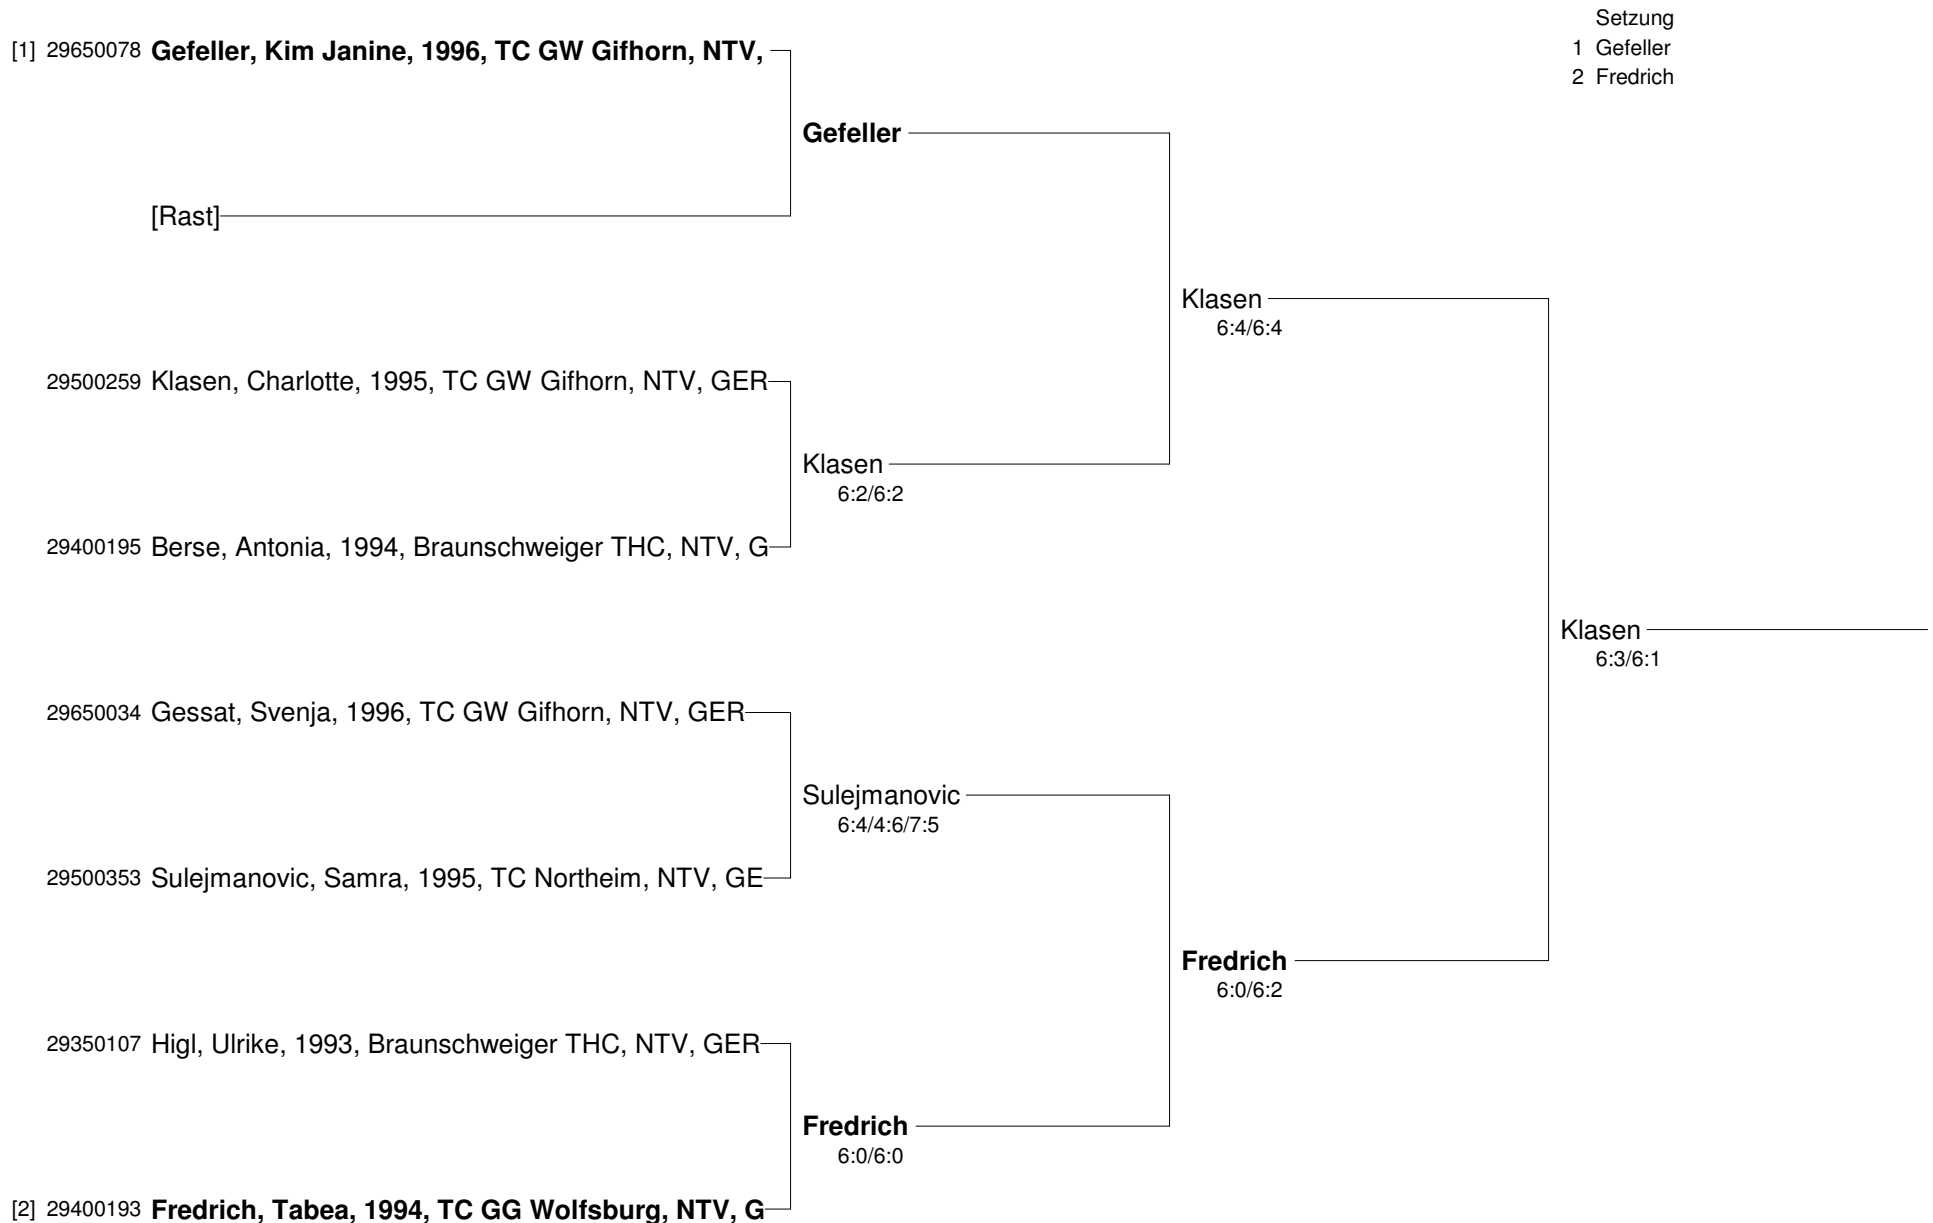 Setzung
1 Gefeller
2 Fredrich
[1] 29650078 Gefeller, Kim Janine, 1996, TC GW Gifhorn, NTV,
Gefeller
[Rast]
Klasen
6:4/6:4
29500259 Klasen, Charlotte, 1995, TC GW Gifhorn, NTV, GER
Klasen
6:2/6:2
29400195 Berse, Antonia, 1994, Braunschweiger THC, NTV, G
Klasen
6:3/6:1
29650034 Gessat, Svenja, 1996, TC GW Gifhorn, NTV, GER
Sulejmanovic
6:4/4:6/7:5
29500353 Sulejmanovic, Samra, 1995, TC Northeim, NTV, GE
Fredrich
6:0/6:2
29350107 Higl, Ulrike, 1993, Braunschweiger THC, NTV, GER
Fredrich
6:0/6:0
[2] 29400193 Fredrich, Tabea, 1994, TC GG Wolfsburg, NTV, G